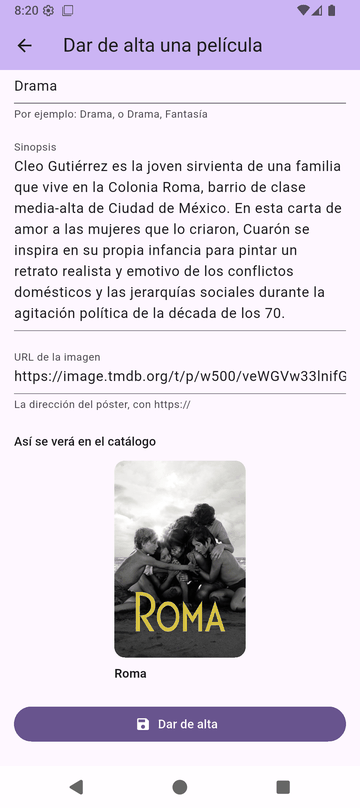 8:20
Dar de alta una película
Drama
Por ejemplo: Drama, o Drama, Fantasía
Sinopsis
Cleo Gutiérrez es la joven sirvienta de una familia
que vive en la Colonia Roma, barrio de clase
media-alta de Ciudad de México. En esta carta de
amor a las mujeres que lo criaron, Cuarón se
inspira en su propia infancia para pintar un
retrato realista y emotivo de los conflictos
domésticos y las jerarquías sociales durante la
agitación política de la década de los 70.
URL de la imagen
https://image.tmdb.org/t/p/w500/veWGVw33lnifG
La dirección del póster, con https://
Así se verá en el catálogo
ROMA
Roma
Dar de alta